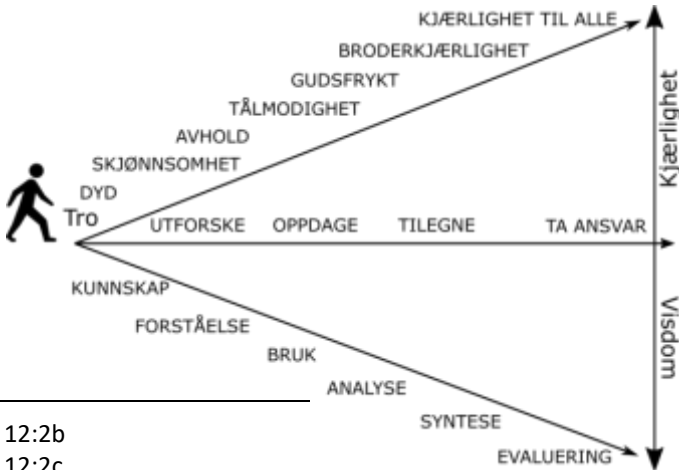 KJÆRLIGHET TIL ALLE
BRODERKJÆRLIGHET
GUDSFRYKT
TÅLMODIGHET
AVHOLD
SKJØNNSOMHET
DYD
Tro
UTFORSKE OPPDAGE TILEGNE TA ANSVAR
KUNNSKAP
FORSTÅELSE
BRUK
ANALYSE
SYNTESE
EVALUERING
Kjærlighet
Visdom
12:2b
12:2c